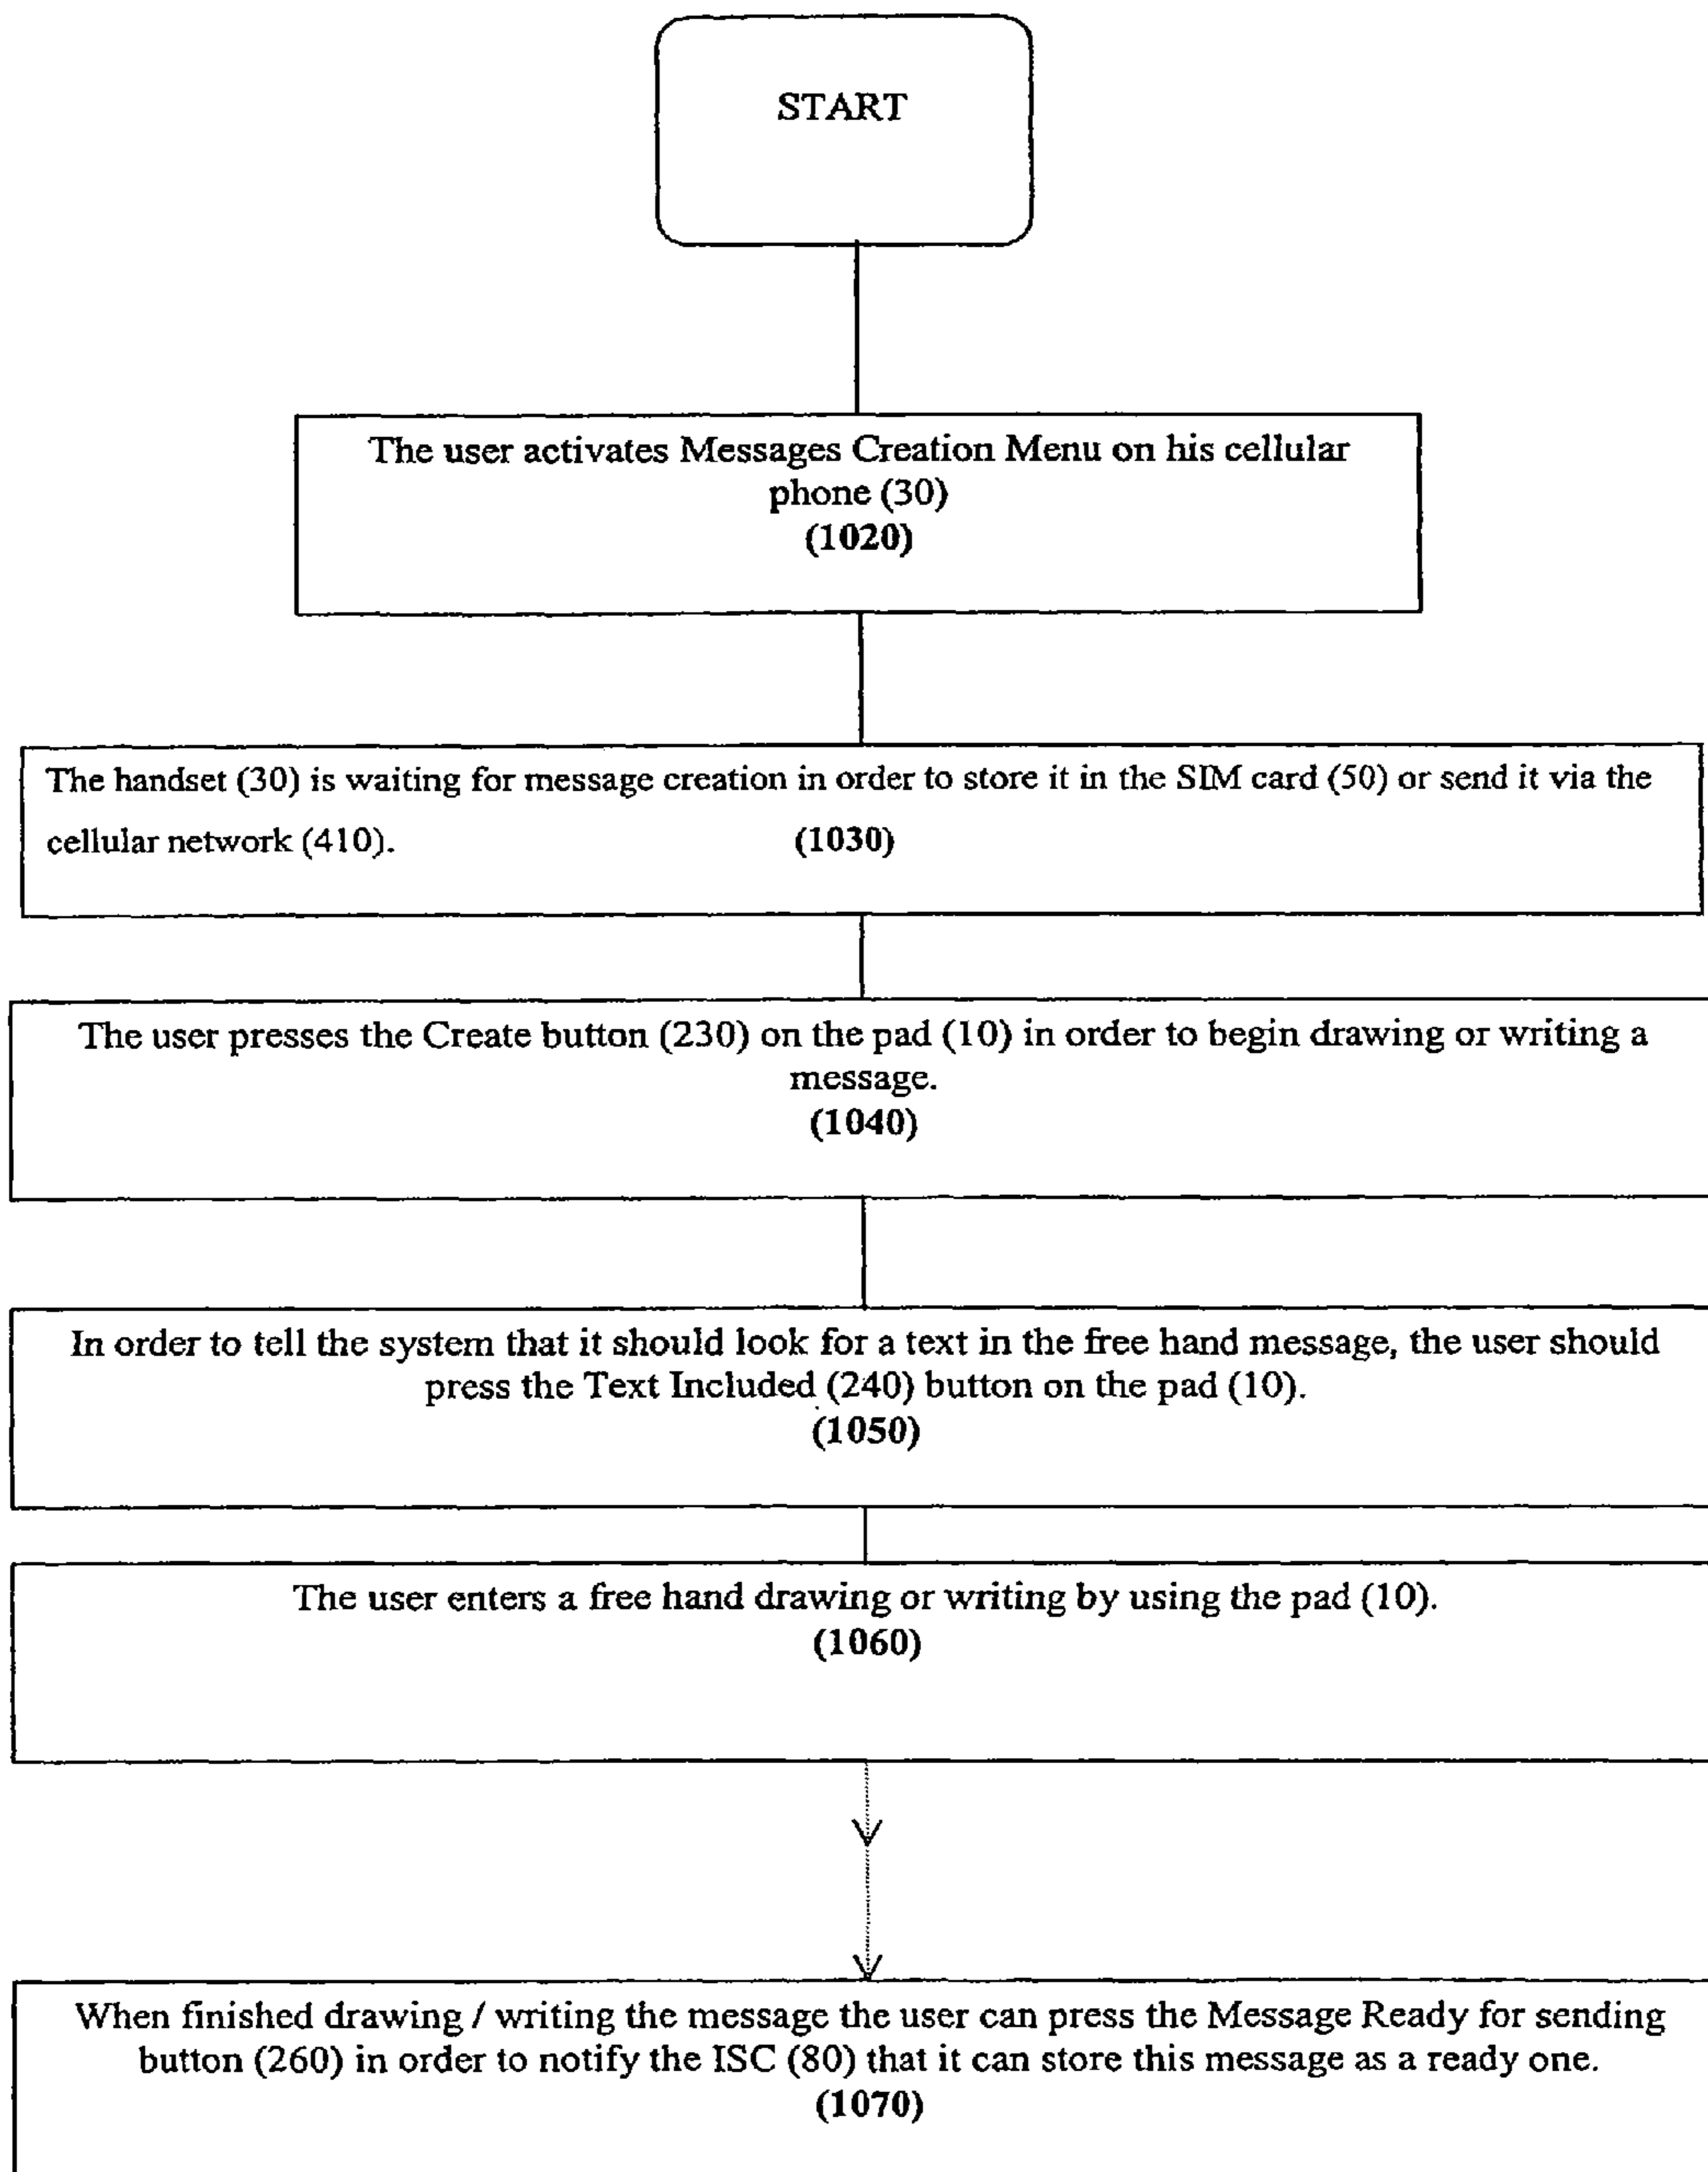 START
The user activates Messages Creation Menu on his cellular
phone (30)
(1020)
The handset (30) is waiting for message creation in order to store it in the SIM card (50) or send it via the
cellular network (410). (1030)
The user presses the Create button (230) on the pad (10) in order to begin drawing or writing a
message.
(1040)
In order to tell the system that it should look for a text in the free hand message, the user should
press the Text Included (240) button on the pad (10).
(1050)
The user enters a free hand drawing or writing by using the pad (10).
(1060)
When finished drawing / writing the message the user can press the Message Ready for sending
button (260) in order to notify the ISC (80) that it can store this message as a ready one.
(1070)